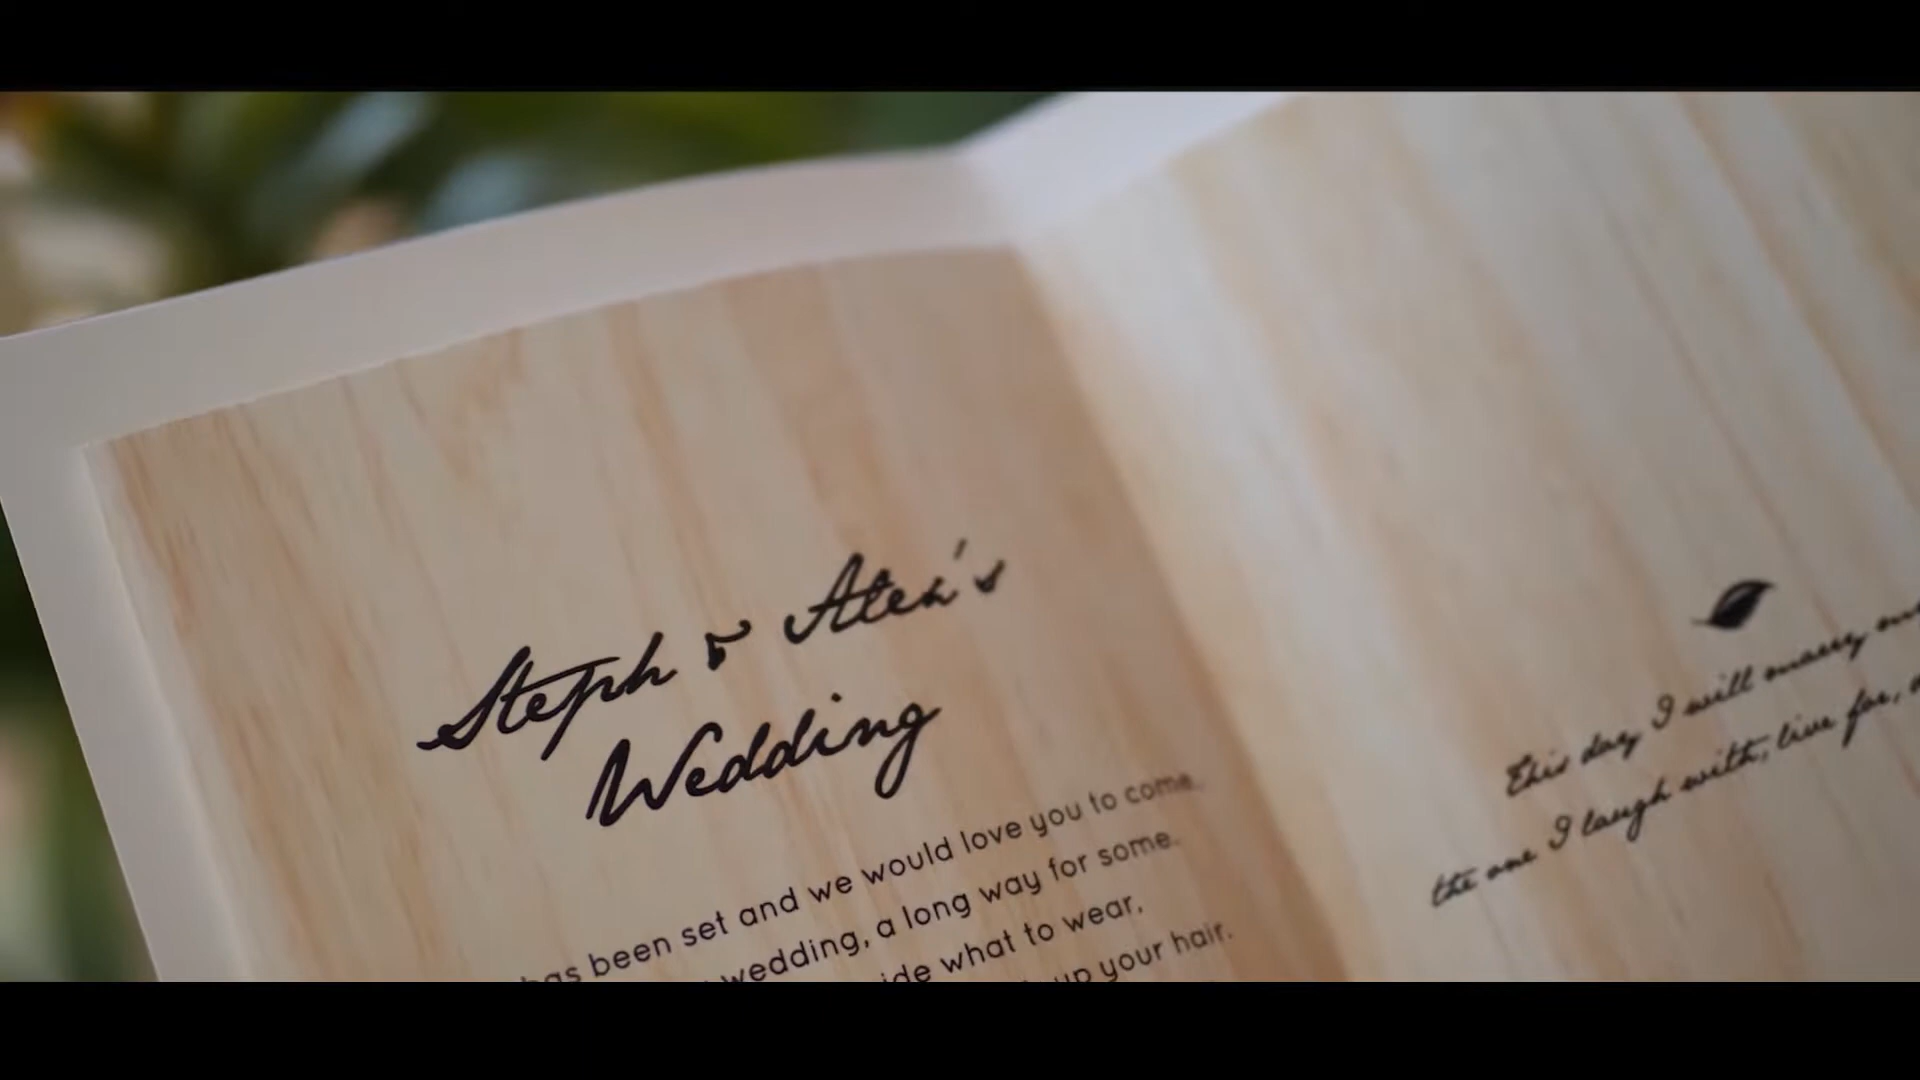 Steph & Alex's
Wedding
has been set and we would love you to come.
wedding, a long way for some.
what to wear,
up your hair.
This day I will marry
the one I laugh with, live for,